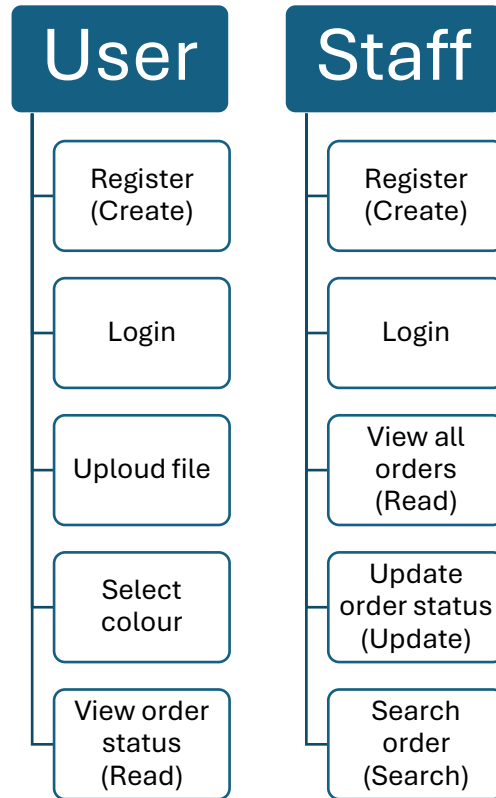 User
Register
(Create)
Login
Uploud file
Select
colour
View order
status
(Read)
Staff
Register
(Create)
Login
View all
orders
(Read)
Update
order status
(Update)
Search
order
(Search)